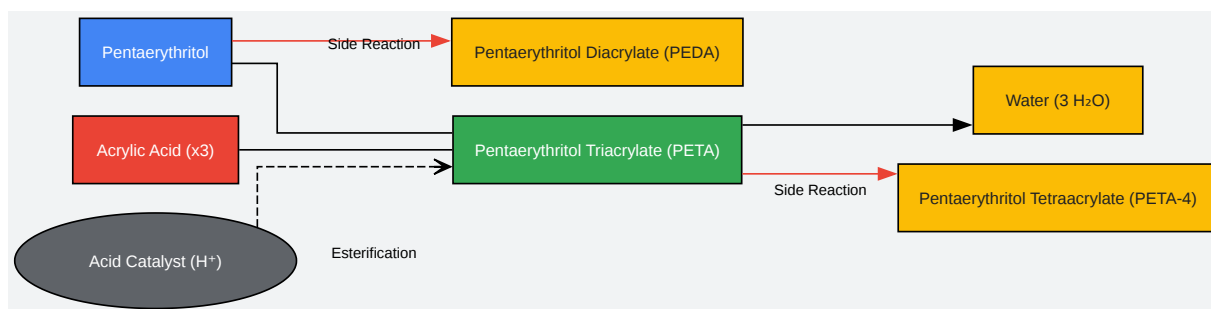 Pentaerythritol
Side Reaction
Pentaerythritol Diacrylate (PEDA)
Water (3 H₂O)
Acrylic Acid (x3)
Pentaerythritol Triacrylate (PETA)
Side Reaction
Pentaerythritol Tetraacrylate (PETA-4)
Acid Catalyst (H⁺)
Esterification